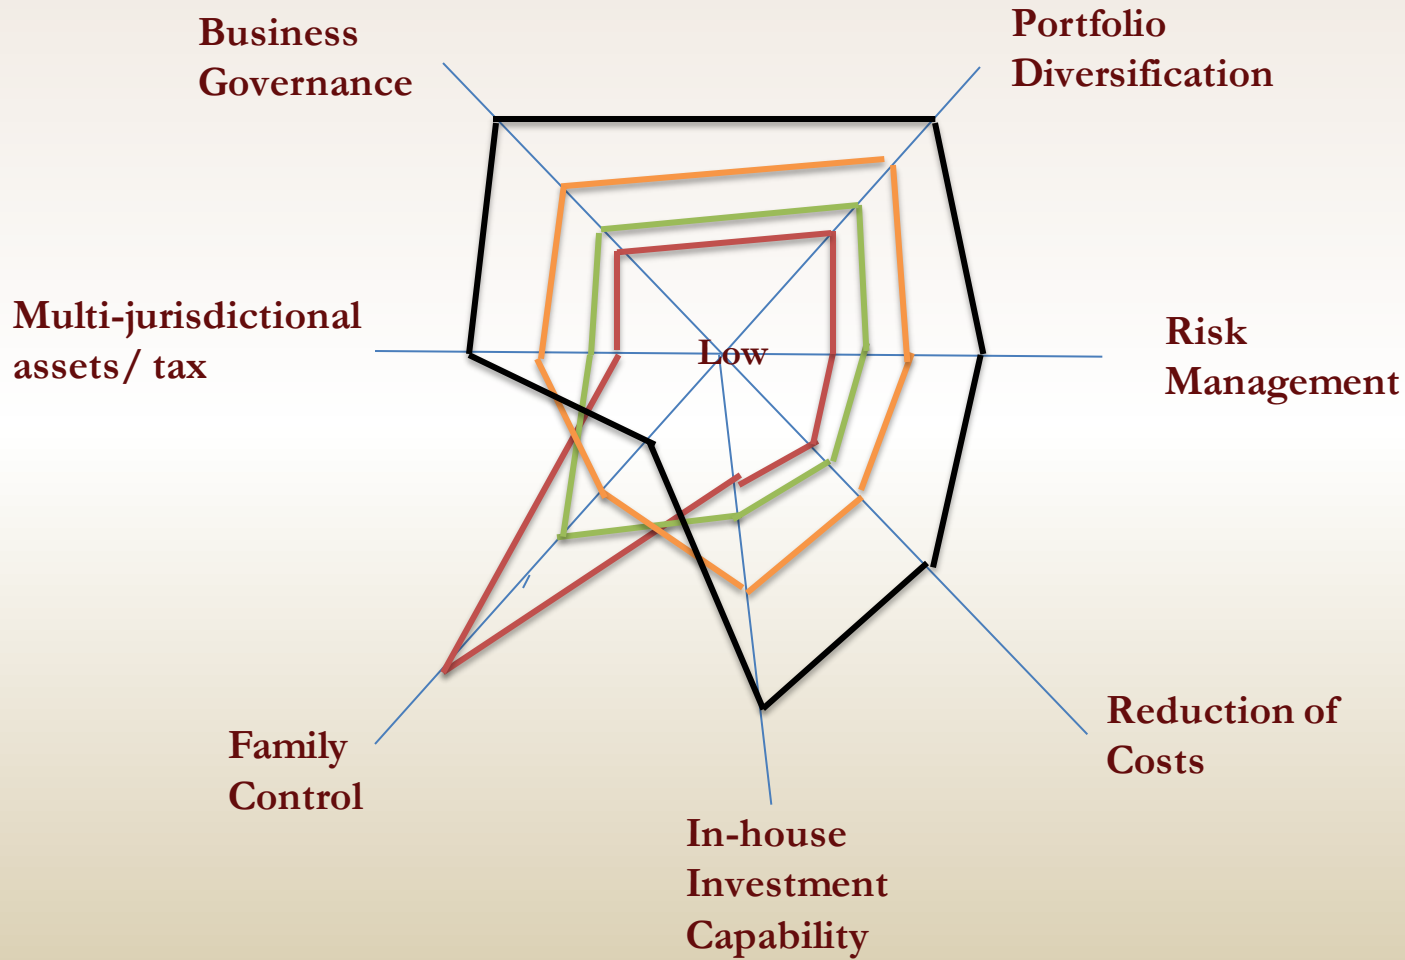 Business
Governance
Portfolio
Diversification
Multi-jurisdictional
assets/ tax
Low
Risk
Management
Family
Control
Reduction of
Costs
In-house
Investment
Capability